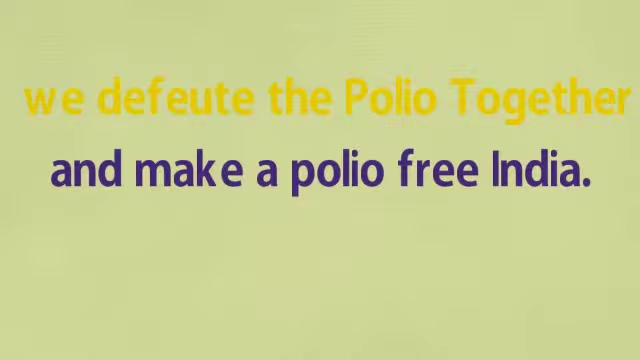 we defeute the Polio Together
and make a polio free India.